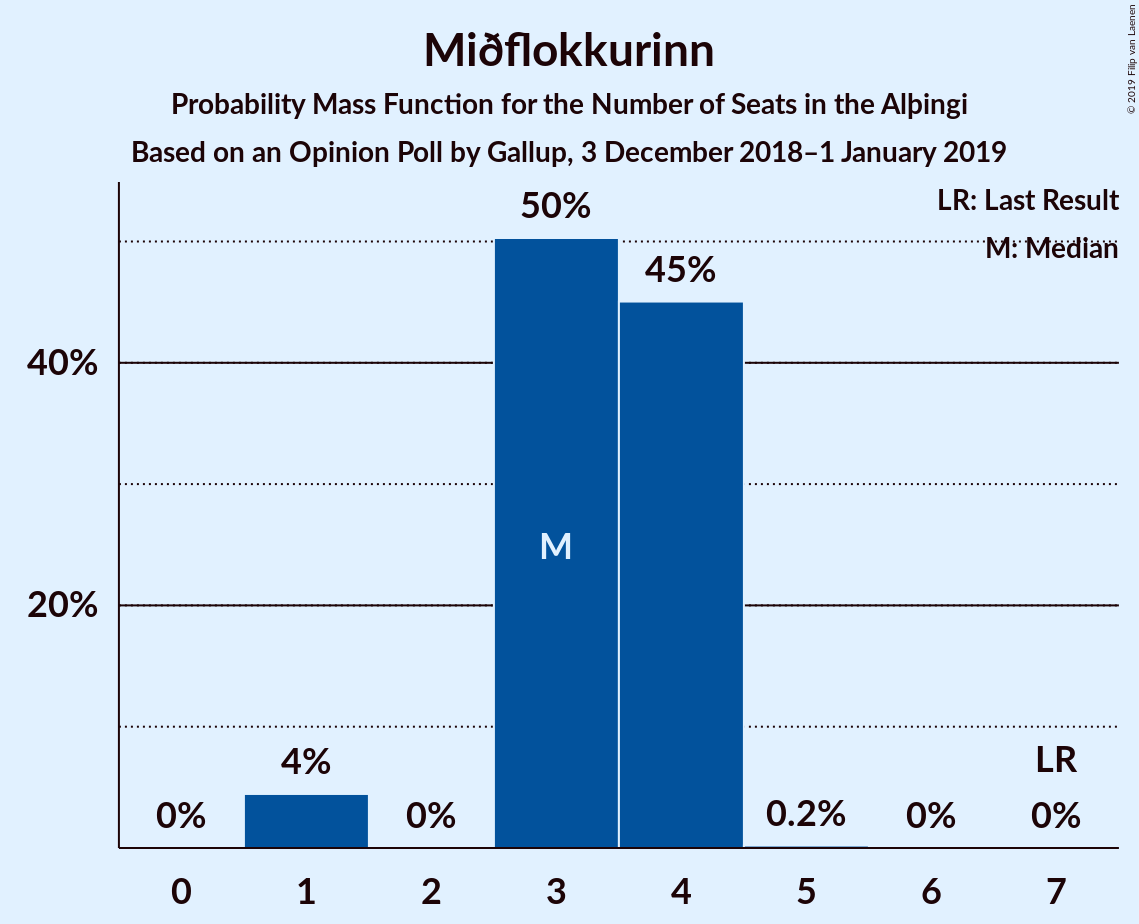 Miðflokkurinn
Probability Mass Function for the Number of Seats in the Alþingi
Based on an Opinion Poll by Gallup, 3 December 2018–1 January 2019
© 2019 Filip van Laenen
LR: Last Result
M: Median
50%
45%
40%
M
20%
4%
LR
0%
0%
0.2%
0%
0%
0 1 2 3 4 5 6 7